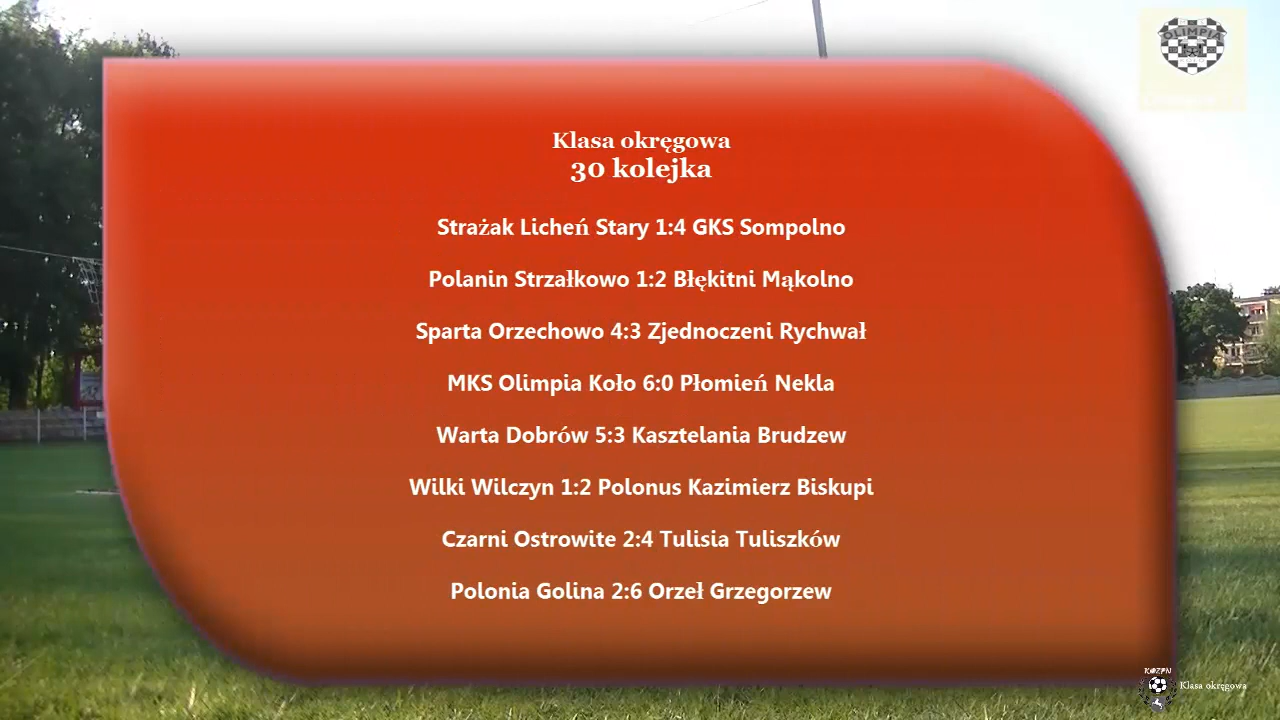 OLIMPIA
KOŁO
Klasa okręgowa
30 kolejka
Strażak Licheń Stary 1:4 GKS Sompolno
Polanin Strzałkowo 1:2 Błękitni Mąkolno
Sparta Orzechowo 4:3 Zjednoczeni Rychwał
MKS Olimpia Koło 6:0 Płomień Nekla
Warta Dobrów 5:3 Kasztelania Brudzew
Wilki Wilczyn 1:2 Polonus Kazimierz Biskupi
Czarni Ostrowite 2:4 Tulisia Tuliszków
Polonia Golina 2:6 Orzeł Grzegorzew
KOZPN
Klasa okręgowa